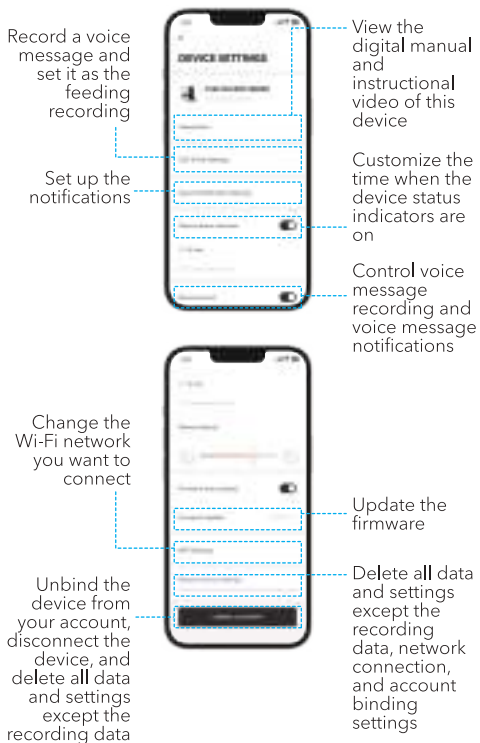 Record a voice
message and
set it as the
feeding
recording
View the
digital manual
and
instructional
video of this
device
DEVICE SETTINGS
Set up the
notifications
Customize the
time when the
device status
indicators are
on
Control voice
message
recording and
voice message
notifications
Change the
Wi-Fi network
you want to
connect
Update the
firmware
Unbind the
device from
your account,
disconnect the
device, and
delete all data
and settings
except the
recording data
Delete all data
and settings
except the
recording
data, network
connection,
and account
binding
settings